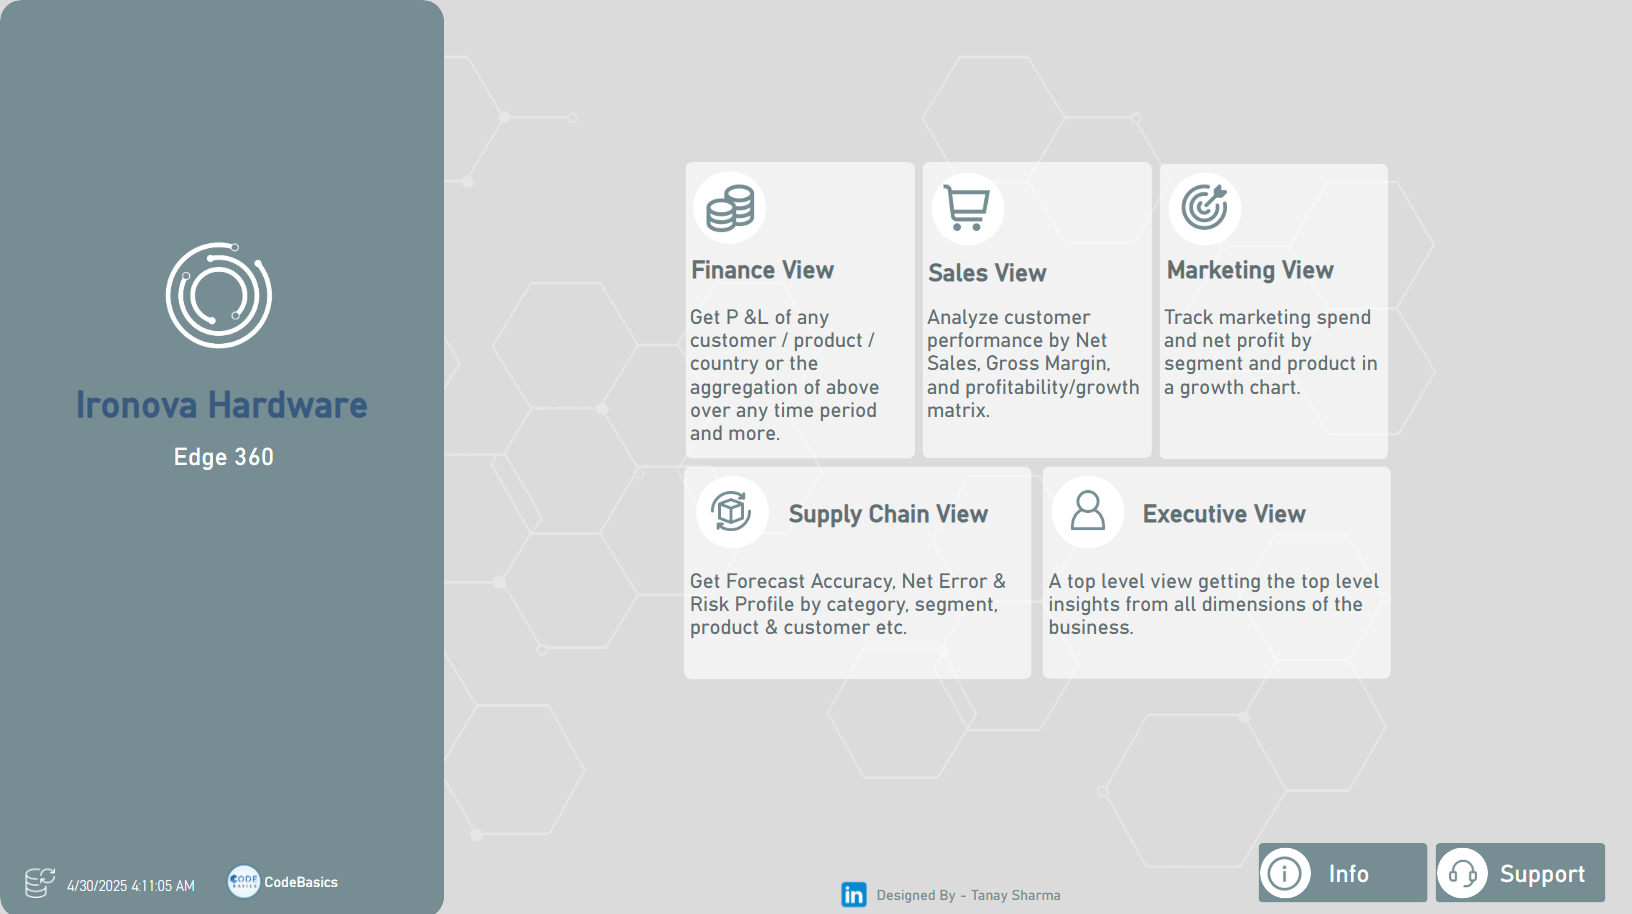 Ironova Hardware
Edge 360
4/30/2025 4:11:05 AM
CODE
BASICS
CodeBasics
Finance View
Get P &L of any
customer / product /
country or the
aggregation of above
over any time period
and more.
Sales View
Analyze customer
performance by Net
Sales, Gross Margin,
and profitability/growth
matrix.
Marketing View
Track marketing spend
and net profit by
segment and product in
a growth chart.
Supply Chain View
Get Forecast Accuracy, Net Error &
Risk Profile by category, segment,
product & customer etc.
Executive View
A top level view getting the top level
insights from all dimensions of the
business.
in
Designed By - Tanay Sharma
Info
Support